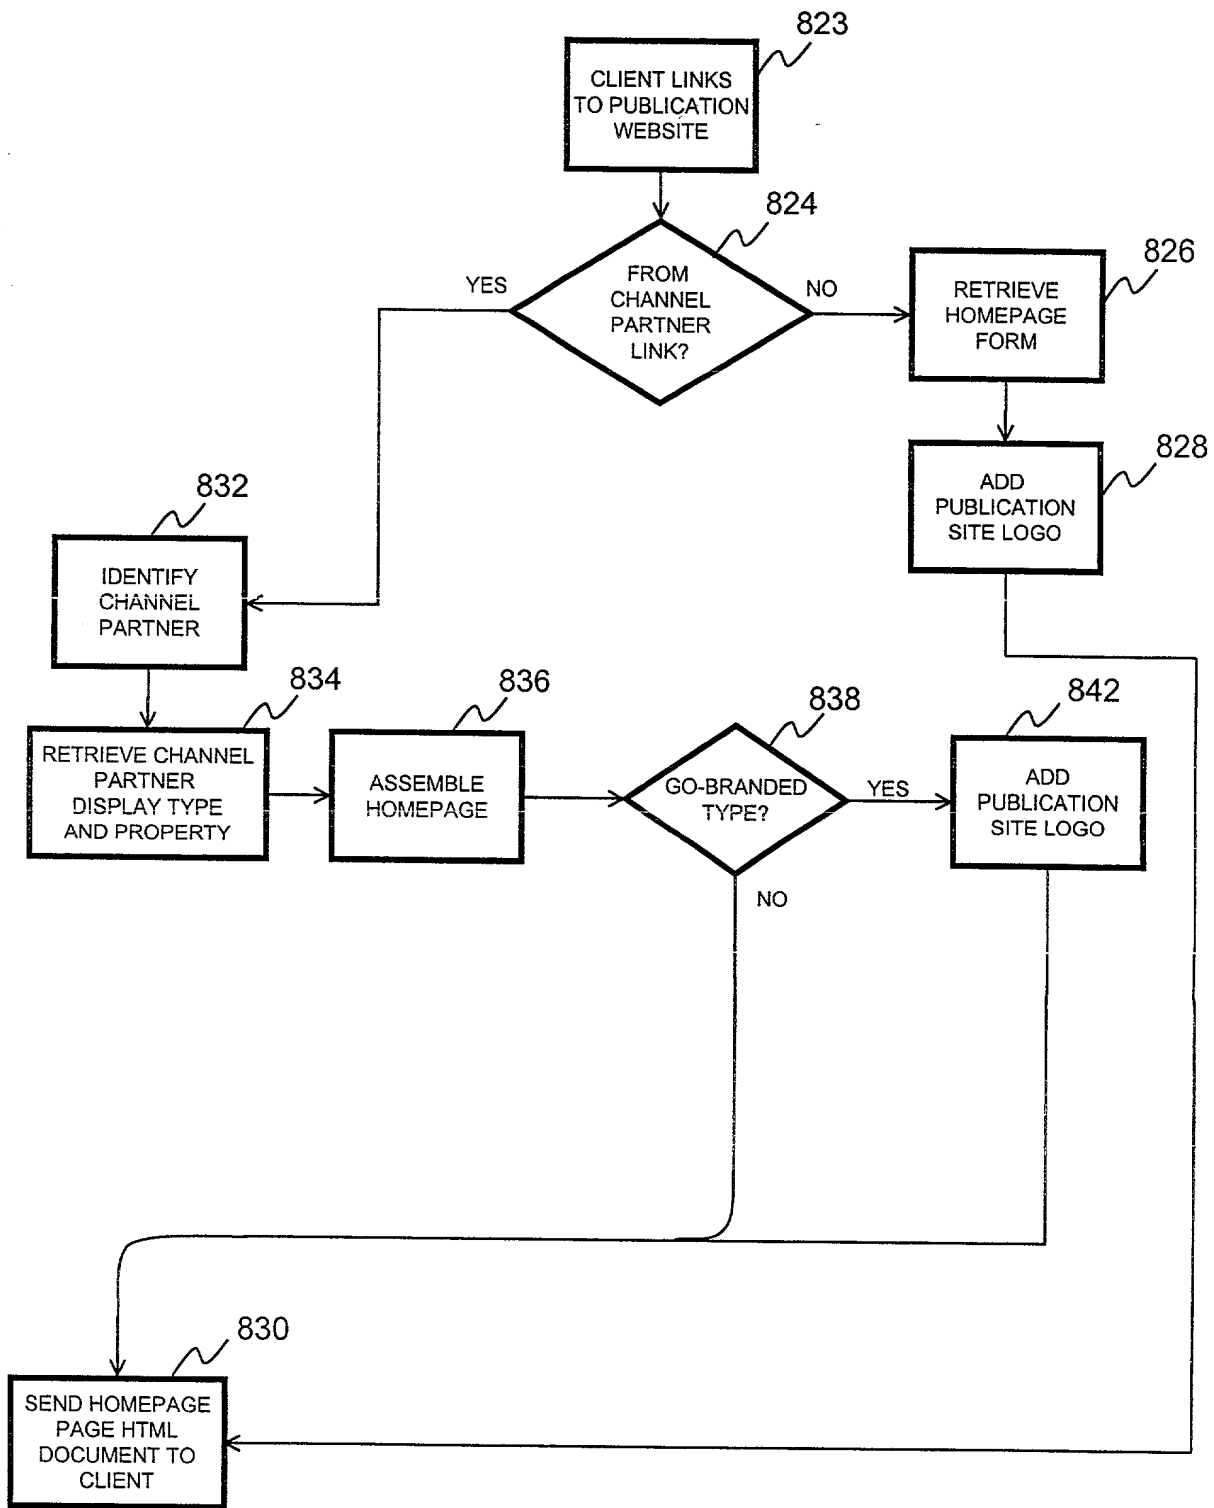 823
CLIENT LINKS
TO PUBLICATION
WEBSITE
824
FROM
CHANNEL
PARTNER
LINK?
YES
NO
826
RETRIEVE
HOMEPAGE
FORM
828
ADD
PUBLICATION
SITE LOGO
832
IDENTIFY
CHANNEL
PARTNER
834
RETRIEVE CHANNEL
PARTNER
DISPLAY TYPE
AND PROPERTY
836
ASSEMBLE
HOMEPAGE
838
GO-BRANDED
TYPE?
YES
NO
842
ADD
PUBLICATION
SITE LOGO
830
SEND HOMEPAGE
PAGE HTML
DOCUMENT TO
CLIENT